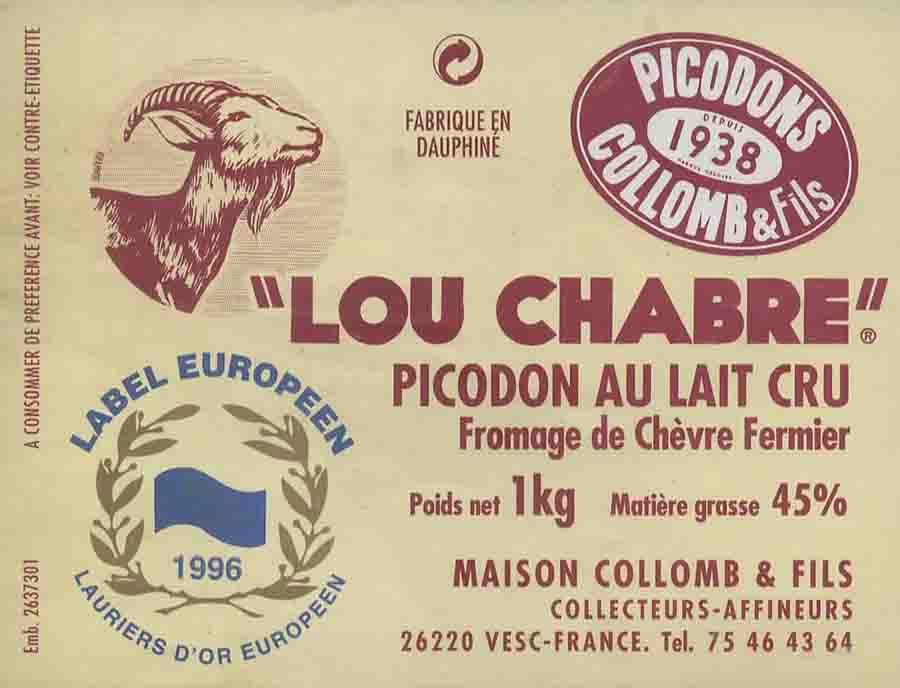 A CONSOMMER DE PREFERENCE AVANT: VOIR CONTRE-ETIQUETTE
Emb. 2637301
FABRIQUE EN
DAUPHINÉ
PICODONS
DEPUIS
1938
COLLOMB & Fils
"LOU CHABRE"®
PICODON AU LAIT CRU
Fromage de Chèvre Fermier
Poids net 1kg Matière grasse 45%
LABEL EUROPEEN
1996
LAURIERS D'OR EUROPEEN
MAISON COLLOMB & FILS
COLLECTEURS-AFFINEURS
26220 VESC-FRANCE. Tel. 75 46 43 64